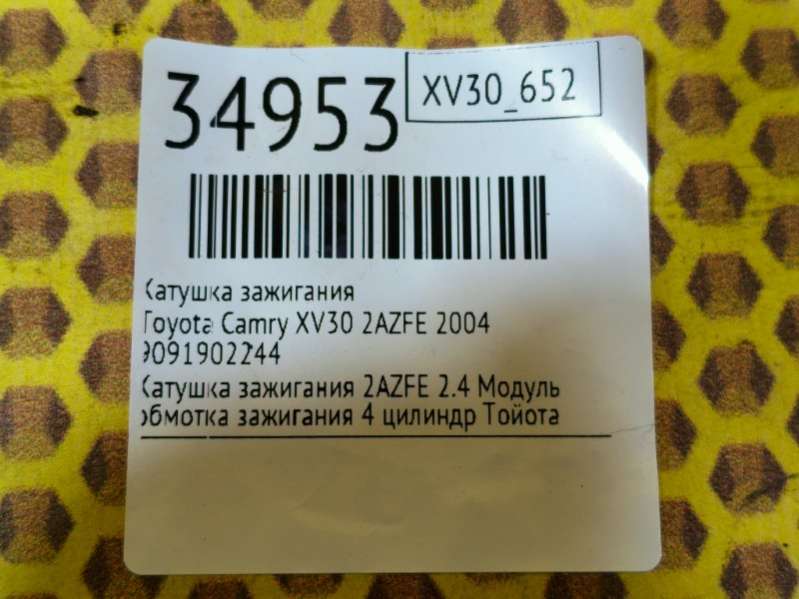 34953
XV30_652
Катушка зажигания
Toyota Camry XV30 2AZFE 2004
9091902244
Катушка зажигания 2AZFE 2.4 Модуль
обмотка зажигания 4 цилиндр Тойота